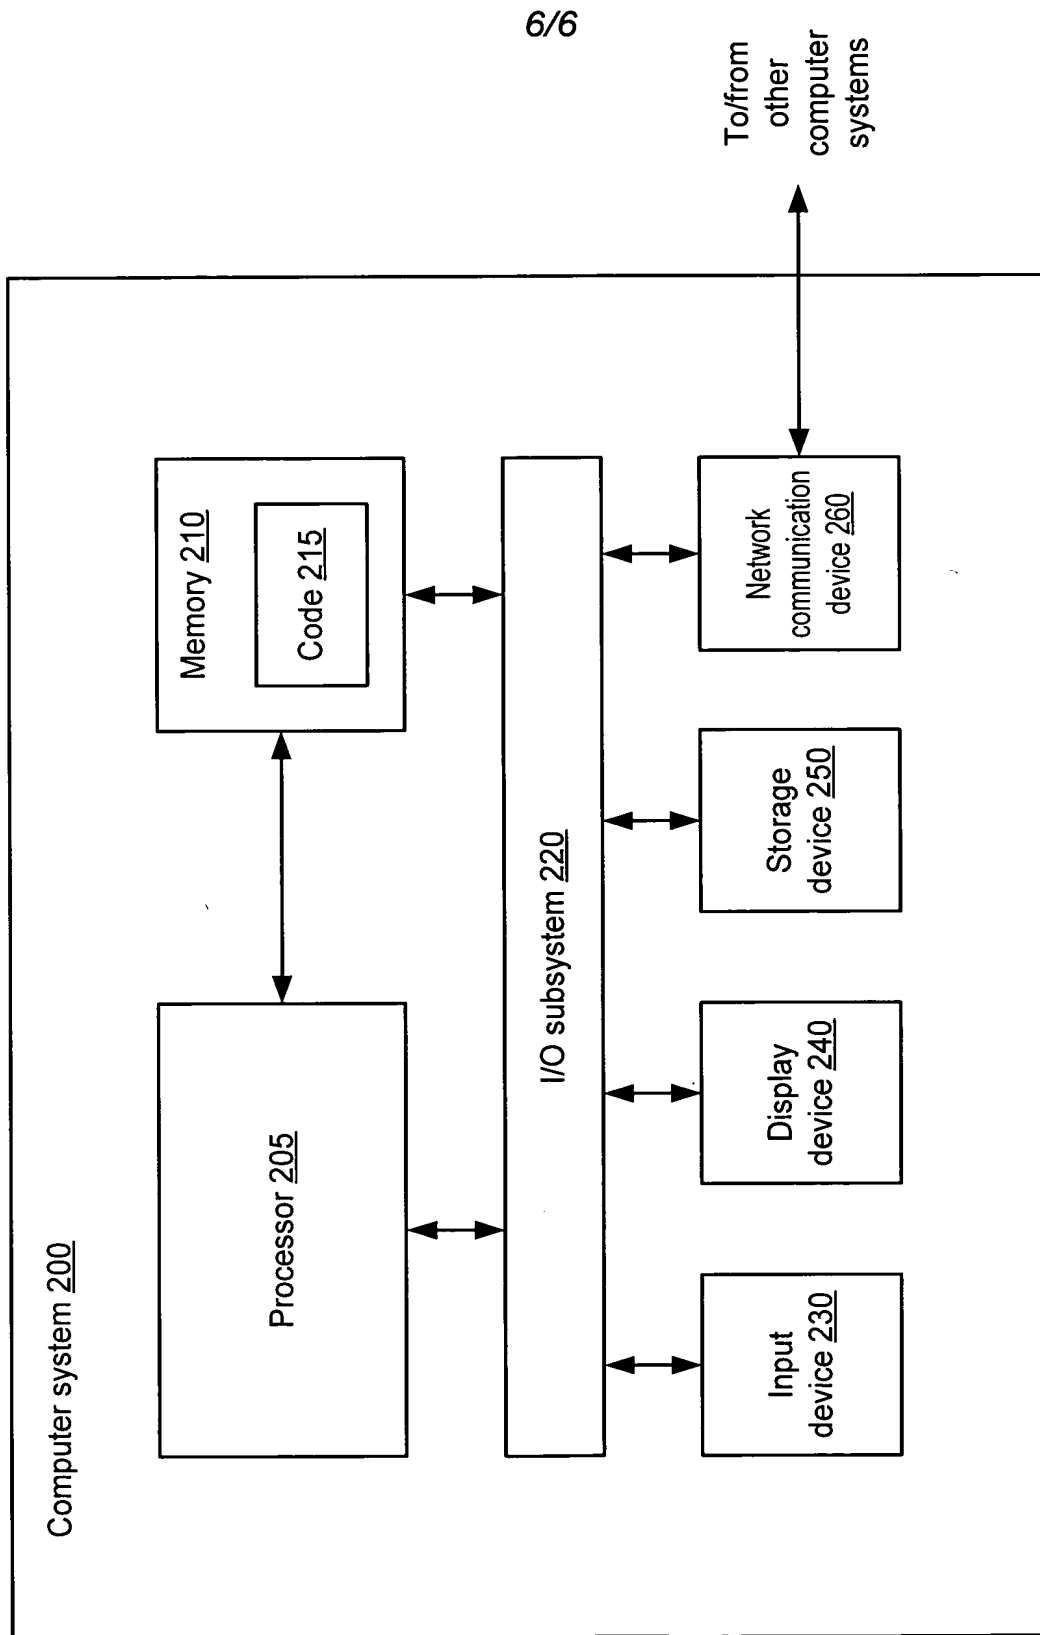 6/6
Computer system 200
Processor 205
Memory 210
Code 215
I/O subsystem 220
Input
device 230
Display
device 240
Storage
device 250
Network
communication
device 260
To/from
other
computer
systems